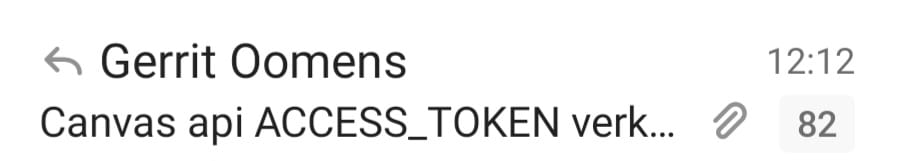 Gerrit Oomens 12:12
Canvas api ACCESS_TOKEN verk... 82